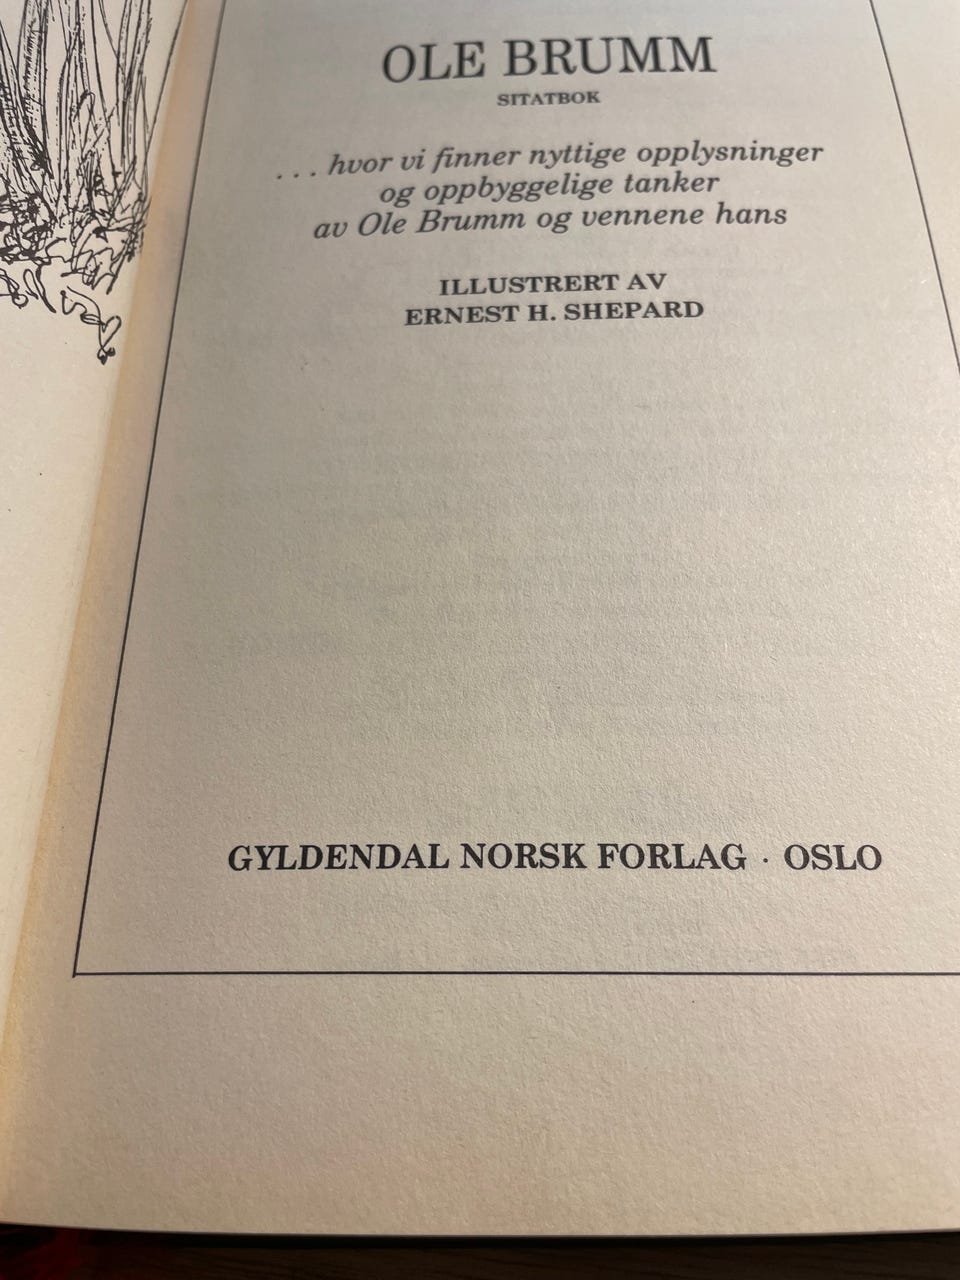 OLE BRUMM
SITATBOK
. . . hvor vi finner nyttige opplysninger
og oppbyggelige tanker
av Ole Brumm og vennene hans
ILLUSTRERT AV
ERNEST H. SHEPARD
GYLDENDAL NORSK FORLAG · OSLO